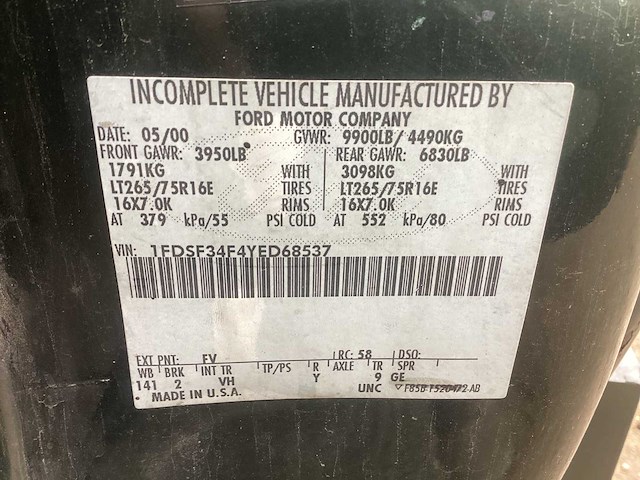 INCOMPLETE VEHICLE MANUFACTURED BY
FORD MOTOR COMPANY
DATE: 05/00 GVWR: 9900LB/ 4490KG
FRONT GAWR: 3950LB REAR GAWR: 6830LB
1791KG WITH 3098KG WITH
LT265/75R16E TIRES LT265/75R16E TIRES
16X7.0K RIMS 16X7.0K RIMS
AT 379 kPa/55 PSI COLD AT 552 kPa/80 PSI COLD
VIN: 1FDSF34F4YED68537
EXT PNT: FV RC: 58 DSO:
WB BRK INT TR TP/PS R AXLE TR SPR
141 2 VH Y 9 GE
MADE IN U.S.A. UNC